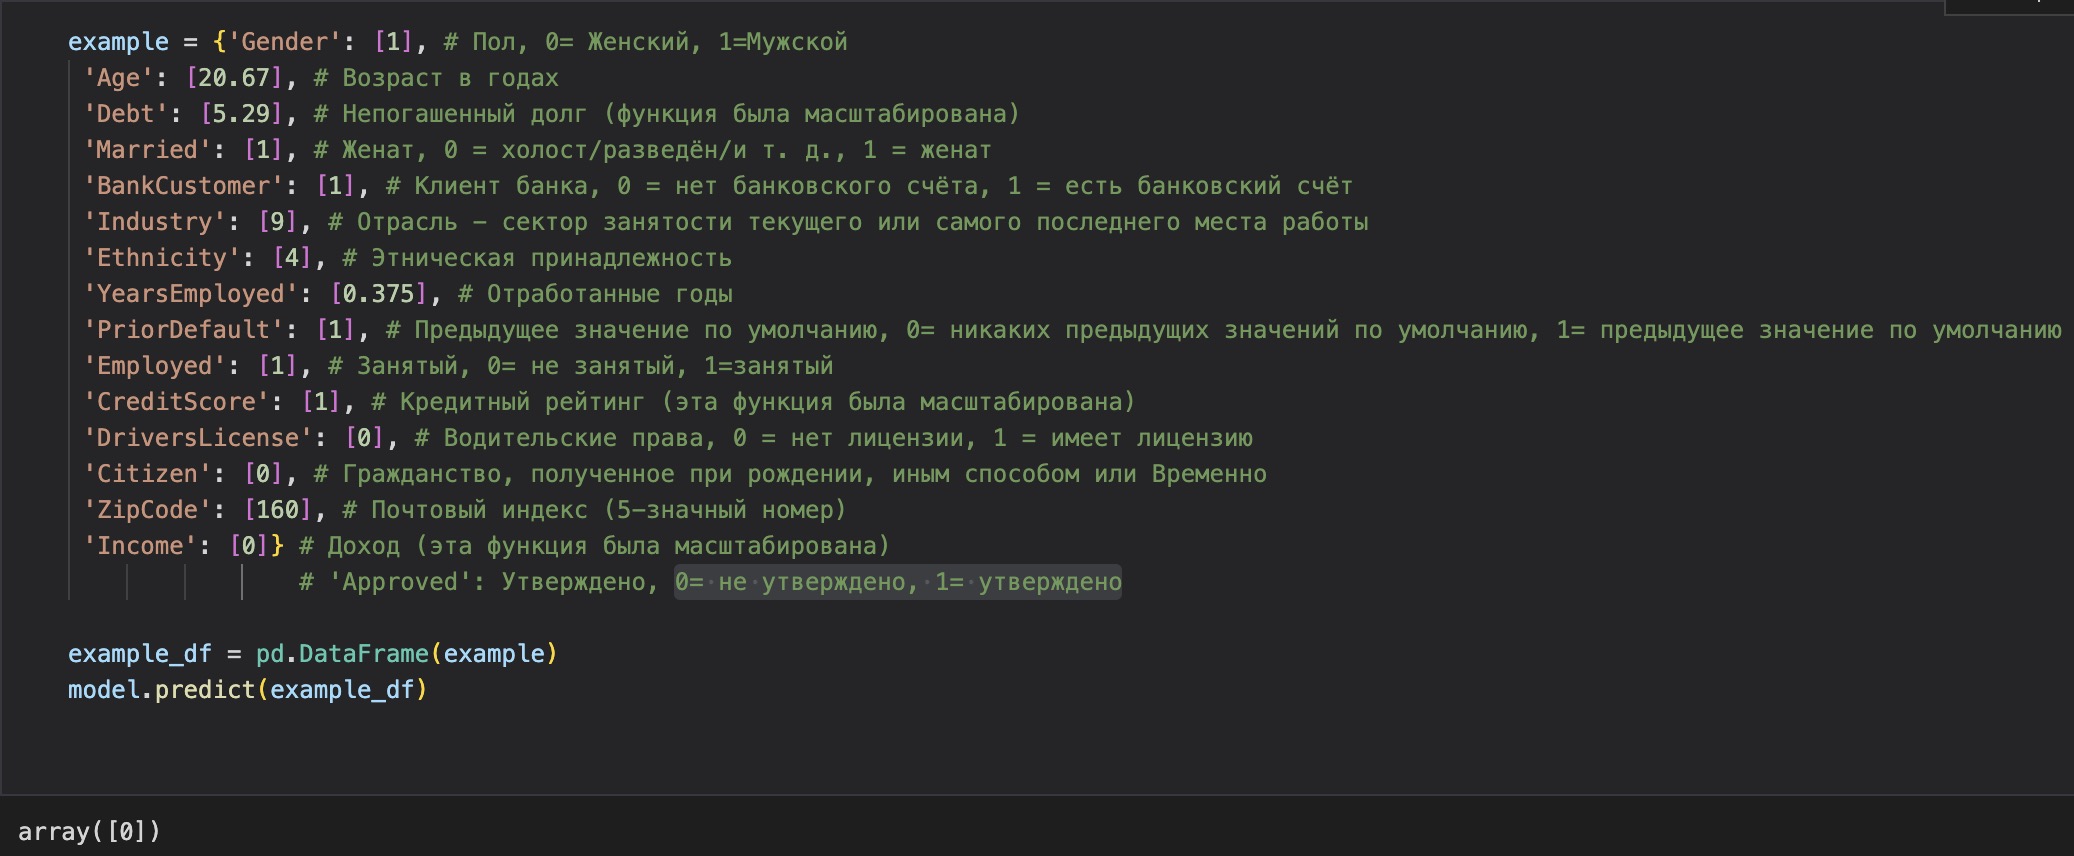 example = {'Gender': [1], # Пол, 0= Женский, 1=Мужской
'Age': [20.67], # Возраст в годах
'Debt': [5.29], # Непогашенный долг (функция была масштабирована)
'Married': [1], # Женат, 0 = холост/разведён/и т. д., 1 = женат
'BankCustomer': [1], # Клиент банка, 0 = нет банковского счёта, 1 = есть банковский счёт
'Industry': [9], # Отрасль – сектор занятости текущего или самого последнего места работы
'Ethnicity': [4], # Этническая принадлежность
'YearsEmployed': [0.375], # Отработанные годы
'PriorDefault': [1], # Предыдущее значение по умолчанию, 0= никаких предыдущих значений по умолчанию, 1= предыдущее значение по умолчанию
'Employed': [1], # Занятый, 0= не занятый, 1=занятый
'CreditScore': [1], # Кредитный рейтинг (эта функция была масштабирована)
'DriversLicense': [0], # Водительские права, 0 = нет лицензии, 1 = имеет лицензию
'Citizen': [0], # Гражданство, полученное при рождении, иным способом или Временно
'ZipCode': [160], # Почтовый индекс (5-значный номер)
'Income': [0]} # Доход (эта функция была масштабирована)
# 'Approved': Утверждено, 0= не утверждено, 1= утверждено
example_df = pd.DataFrame(example)
model.predict(example_df)
array([0])